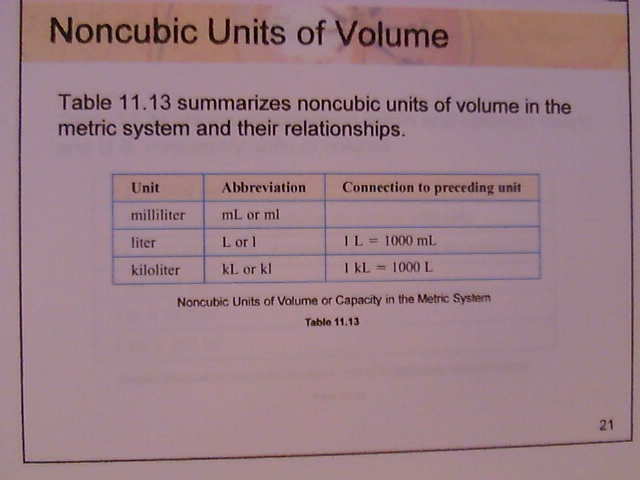 Noncubic Units of Volume
Table 11.13 summarizes noncubic units of volume in the
metric system and their relationships.
Unit Abbreviation Connection to preceding unit
milliliter mL or ml
liter L or l 1 L = 1000 mL
kiloliter kL or kl 1 kL = 1000 L
Noncubic Units of Volume or Capacity in the Metric System
Table 11.13
21